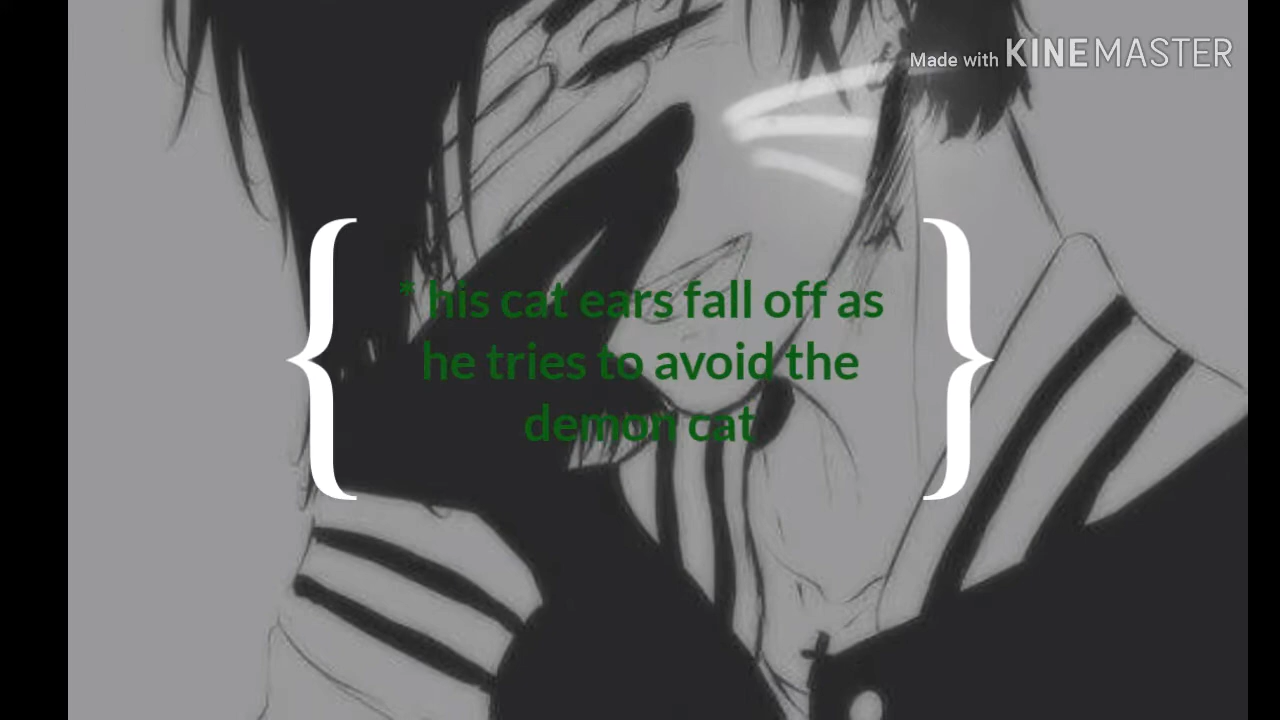 Made with KINEMASTER
* his cat ears fall off as
he tries to avoid the
demon cat